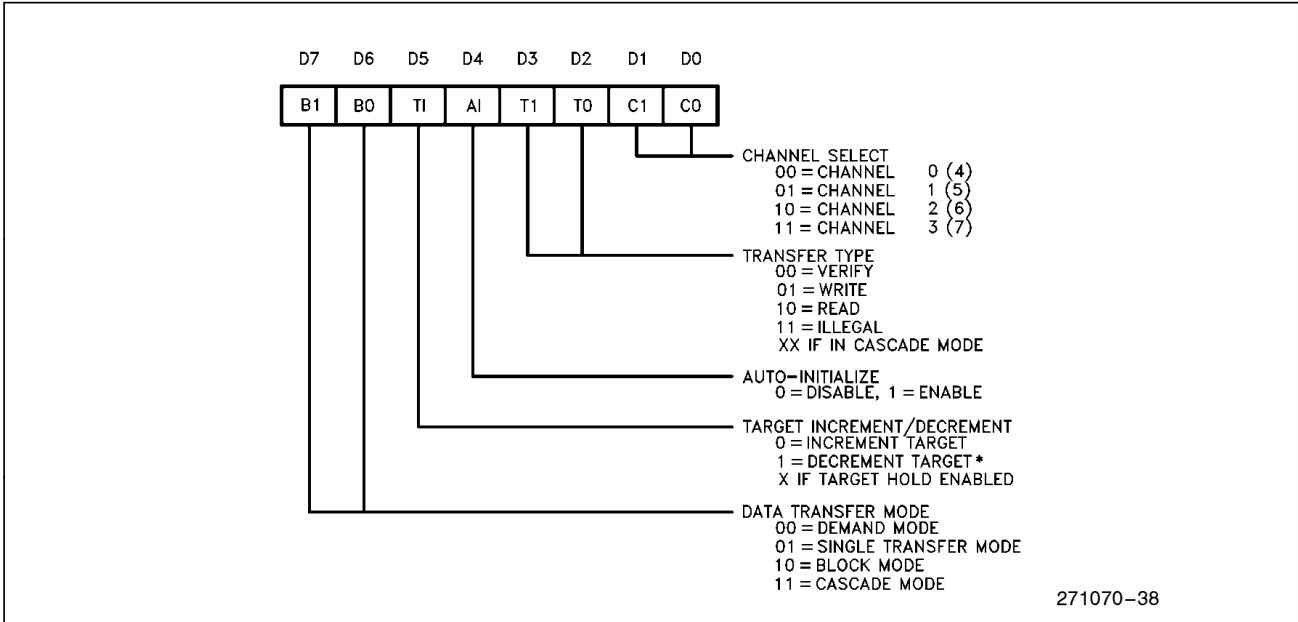 D7 D6 D5 D4 D3 D2 D1 D0
B1 B0 TI AI T1 T0 C1 C0
CHANNEL SELECT
00 = CHANNEL 0 (4)
01 = CHANNEL 1 (5)
10 = CHANNEL 2 (6)
11 = CHANNEL 3 (7)
TRANSFER TYPE
00 = VERIFY
01 = WRITE
10 = READ
11 = ILLEGAL
XX IF IN CASCADE MODE
AUTO-INITIALIZE
0 = DISABLE, 1 = ENABLE
TARGET INCREMENT/DECREMENT
0 = INCREMENT TARGET
1 = DECREMENT TARGET*
X IF TARGET HOLD ENABLED
DATA TRANSFER MODE
00 = DEMAND MODE
01 = SINGLE TRANSFER MODE
10 = BLOCK MODE
11 = CASCADE MODE
271070-38